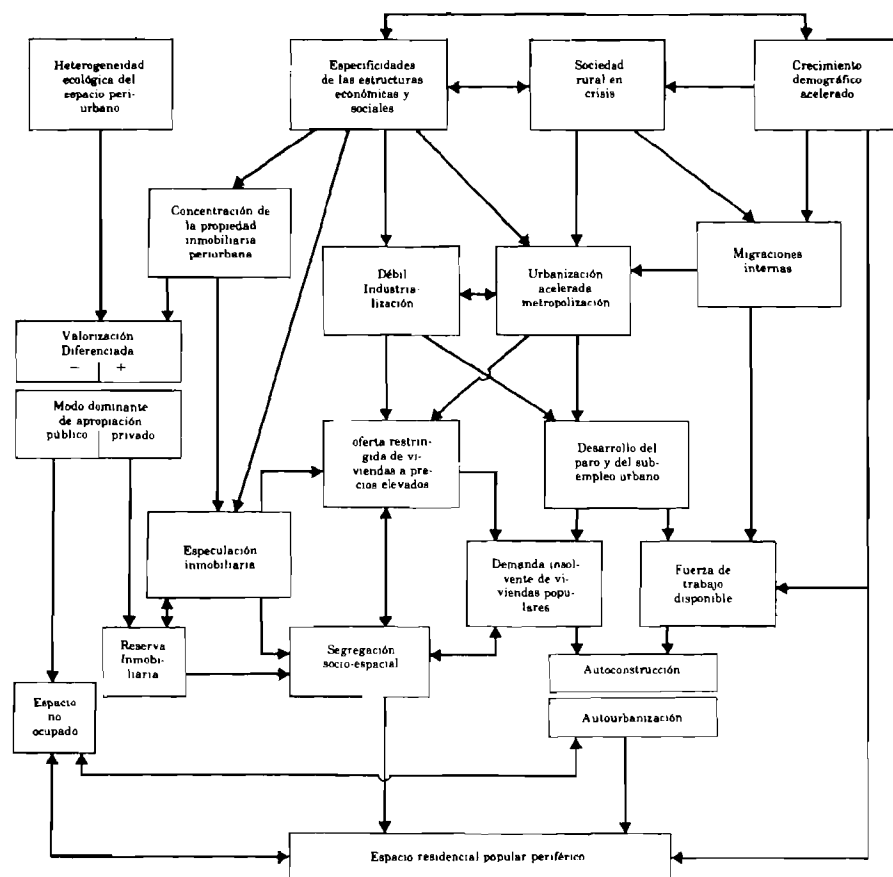 Heterogeneidad
ecológica del
espacio peri-
urbano
Especificidades
de las estructuras
económicas y
sociales
Sociedad
rural en
crisis
Crecimiento
demográfico
acelerado
Concentración de
la propiedad
inmobiliaria
periurbana
Débil
Industria-
lización
Urbanización
acelerada
metropolización
Migraciones
internas
Valorización
Diferenciada
− +
Modo dominante
de apropiación
público privado
oferta restrin-
gida de vi-
viendas a pre-
cios elevados
Desarrollo del
paro y del sub-
empleo urbano
Especulación
inmobiliaria
Demanda insol-
vente de vi-
viendas popu-
lares
Fuerza de
trabajo
disponible
Reserva
Inmobi-
liaria
Segregación
socio-espacial
Autoconstrucción
Espacio
no
ocupado
Autourbanización
Espacio residencial popular periférico